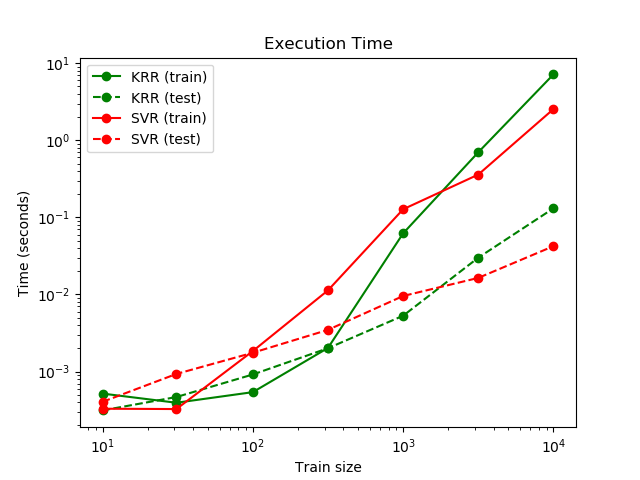 Execution Time
KRR (train)
KRR (test)
SVR (train)
SVR (test)
Time (seconds)
10¹
10⁰
10⁻¹
10⁻²
10⁻³
10¹ 10² 10³ 10⁴
Train size